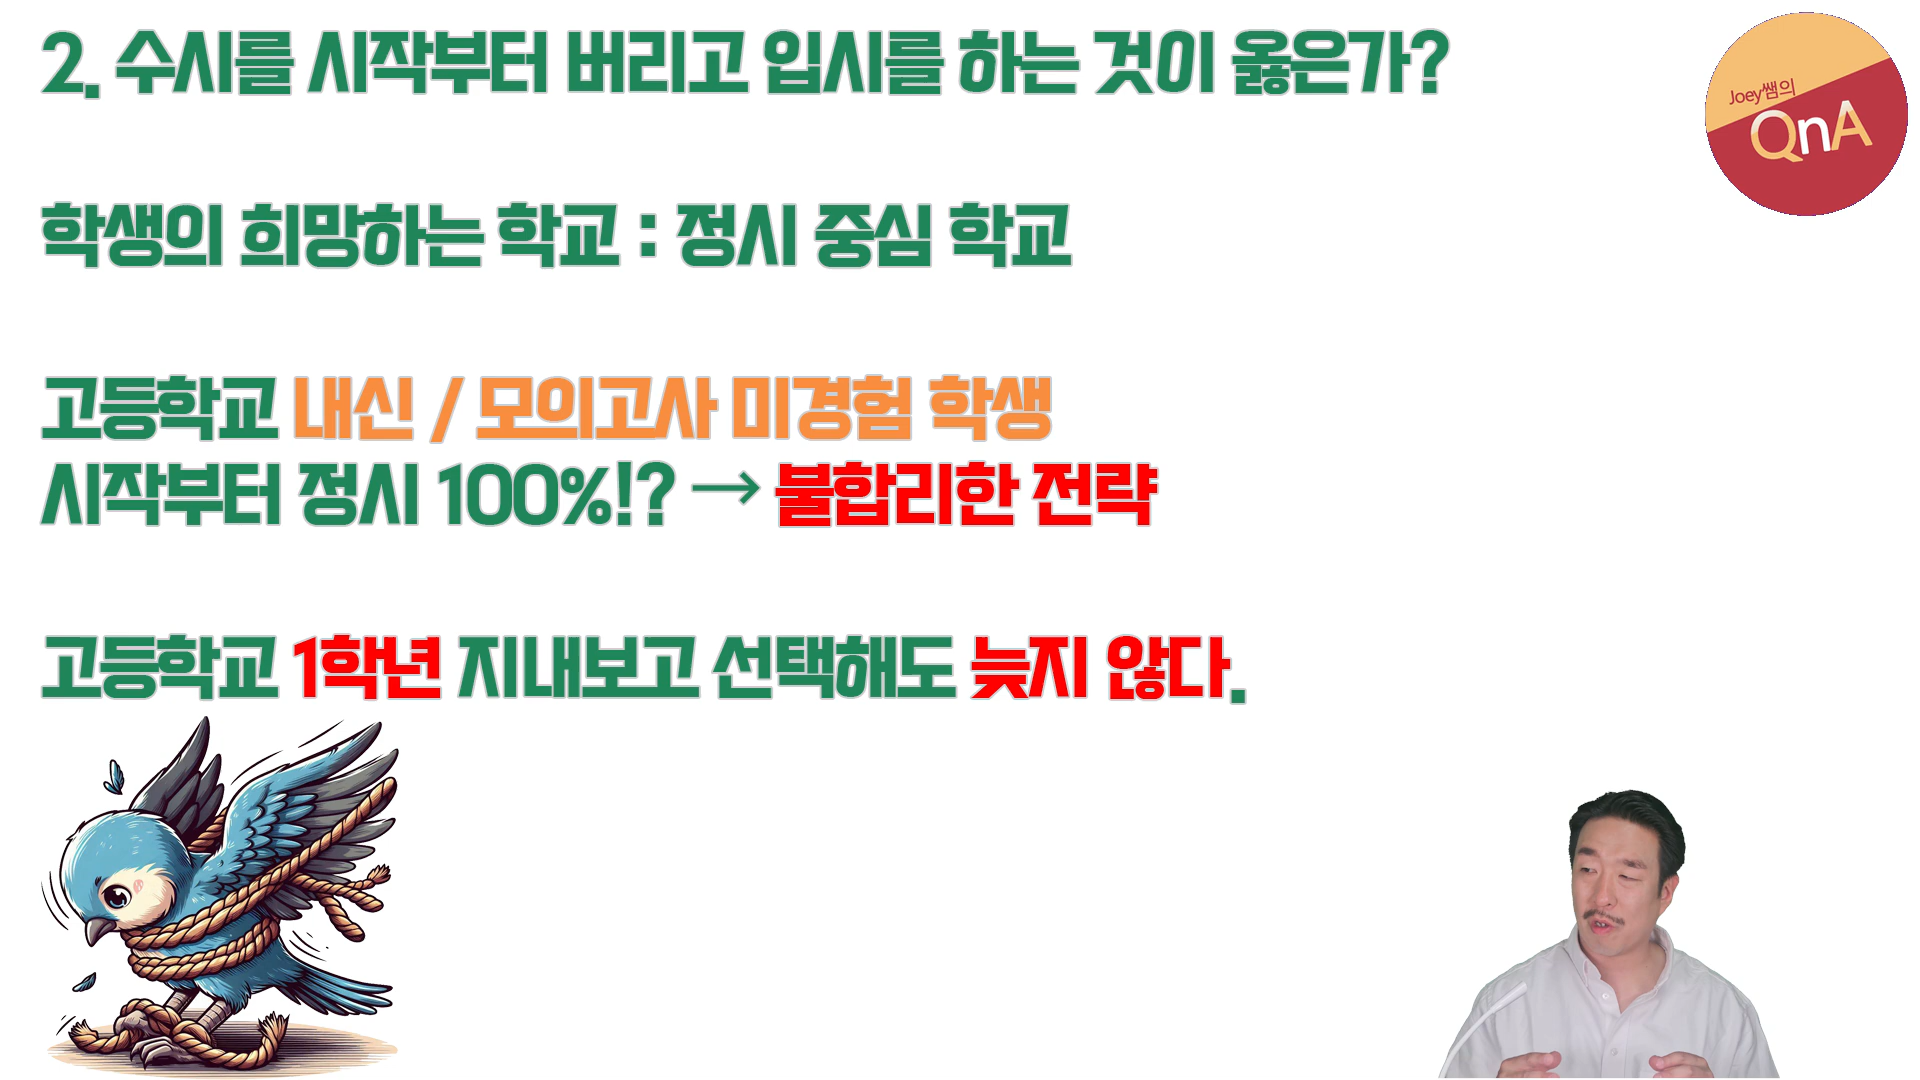 2. 수시를 시작부터 버리고 입시를 하는 것이 옳은가?
Joey쌤의
QnA
학생의 희망하는 학교 : 정시 중심 학교
고등학교 내신 / 모의고사 미경험 학생
시작부터 정시 100%!? → 불합리한 전략
고등학교 1학년 지내보고 선택해도 늦지 않다.